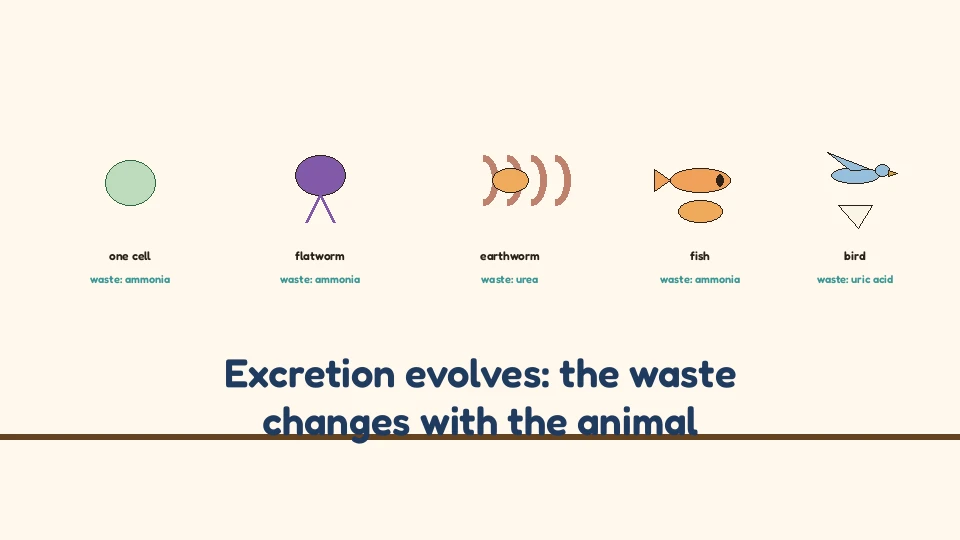 one cell
flatworm
earthworm
fish
bird
waste: ammonia
waste: ammonia
waste: urea
waste: ammonia
waste: uric acid
Excretion evolves: the waste
changes with the animal